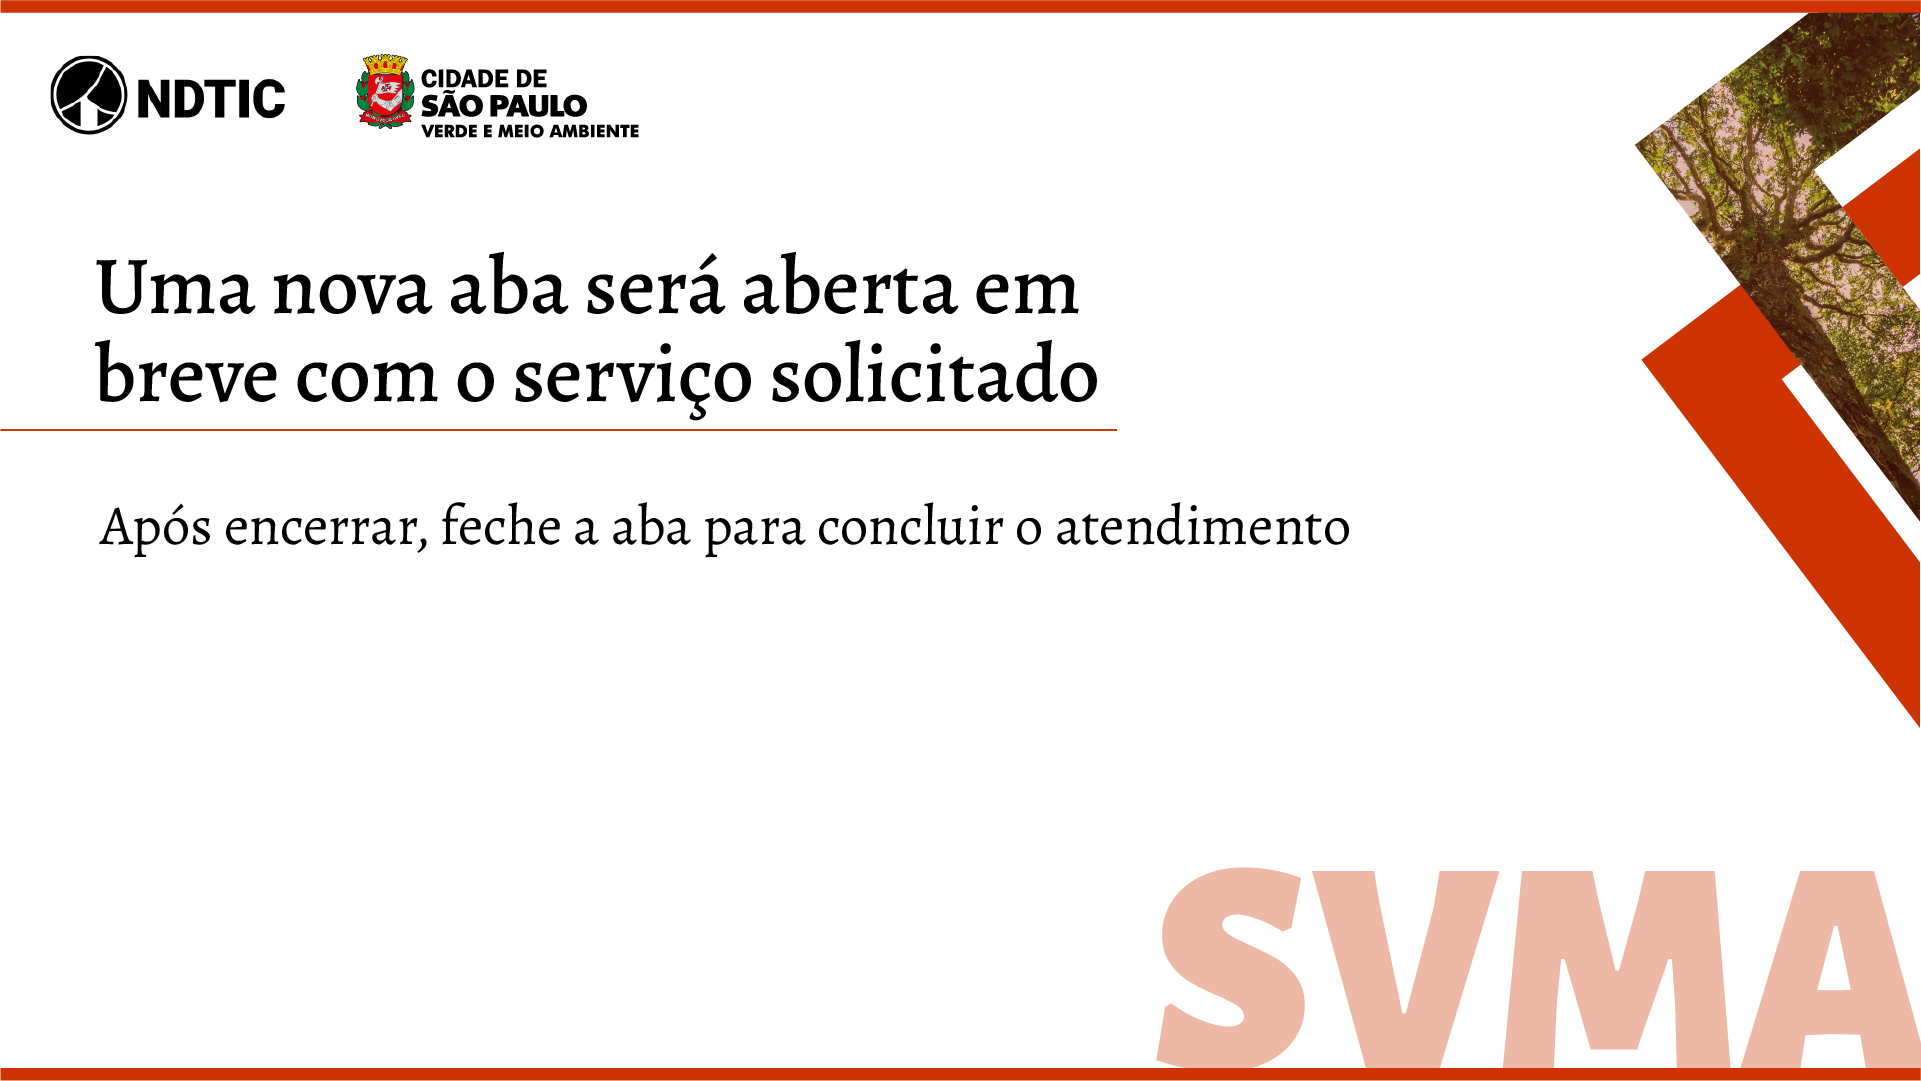 NDTIC
CIDADE DE
SÃO PAULO
VERDE E MEIO AMBIENTE
Uma nova aba será aberta em
breve com o serviço solicitado
Após encerrar, feche a aba para concluir o atendimento
SVMA